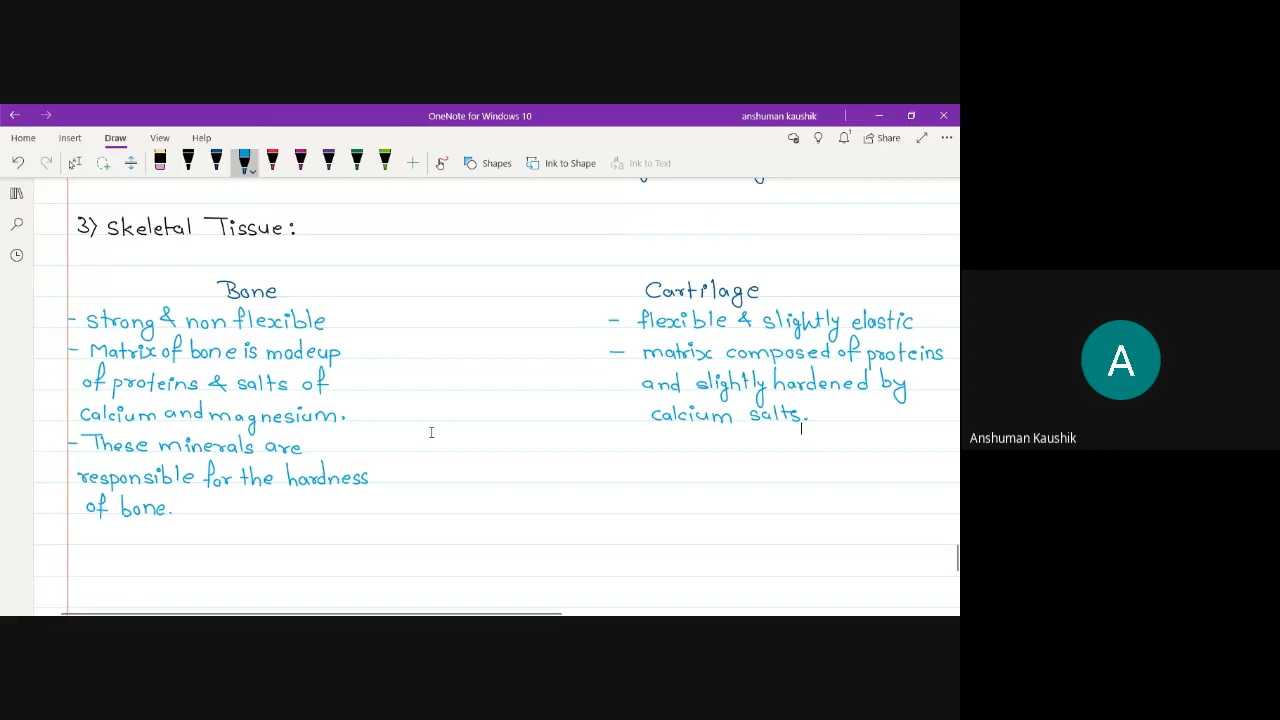 OneNote for Windows 10
anshuman kaushik
Home Insert Draw View Help
Share
Shapes Ink to Shape Ink to Text
3) Skeletal Tissue:
Bone
- strong & non flexible
- Matrix of bone is madeup
of proteins & salts of
calcium and magnesium.
- These minerals are
responsible for the hardness
of bone.
Cartilage
- flexible & slightly elastic
- matrix composed of proteins
and slightly hardened by
calcium salts.
A
Anshuman Kaushik